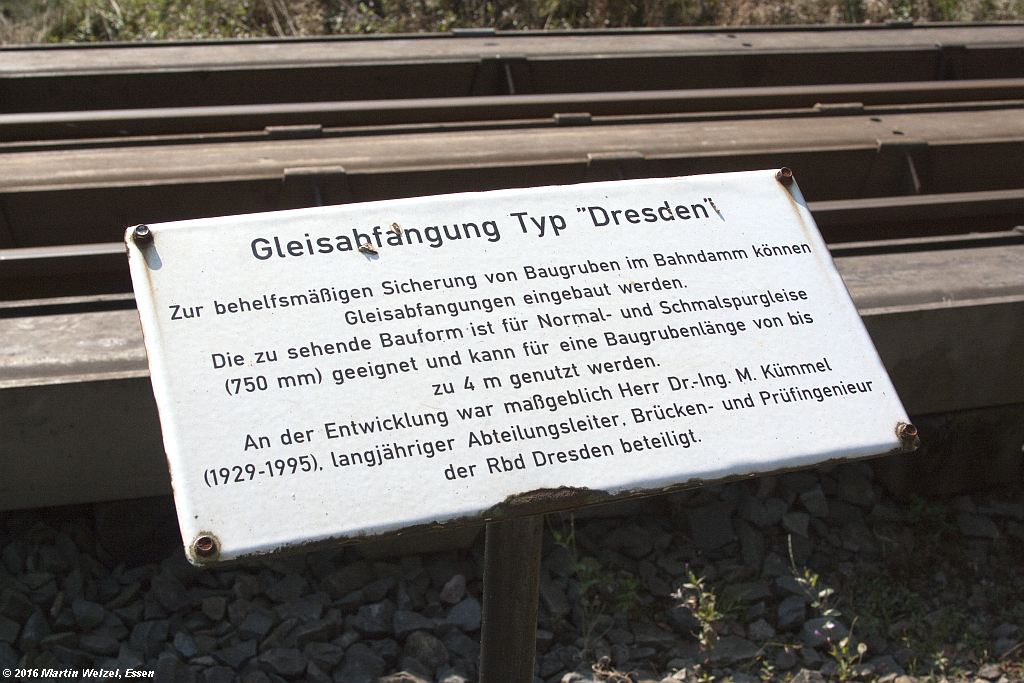 Gleisabfangung Typ "Dresden"
Zur behelfsmäßigen Sicherung von Baugruben im Bahndamm können
Gleisabfangungen eingebaut werden.
Die zu sehende Bauform ist für Normal- und Schmalspurgleise
(750 mm) geeignet und kann für eine Baugrubenlänge von bis
zu 4 m genutzt werden.
An der Entwicklung war maßgeblich Herr Dr.-Ing. M. Kümmel
(1929-1995), langjähriger Abteilungsleiter, Brücken- und Prüfingenieur
der Rbd Dresden beteiligt.
© 2016 Martin Welzel, Essen